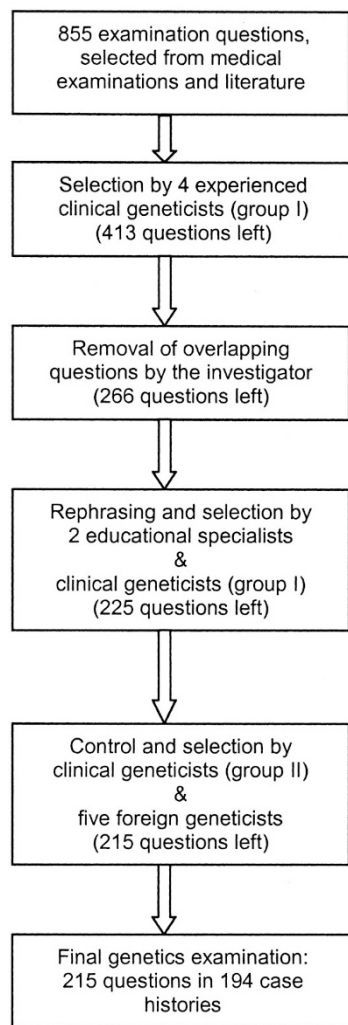 855 examination questions,
selected from medical
examinations and literature
Selection by 4 experienced
clinical geneticists (group I)
(413 questions left)
Removal of overlapping
questions by the investigator
(266 questions left)
Rephrasing and selection by
2 educational specialists
&
clinical geneticists (group I)
(225 questions left)
Control and selection by
clinical geneticists (group II)
&
five foreign geneticists
(215 questions left)
Final genetics examination:
215 questions in 194 case
histories